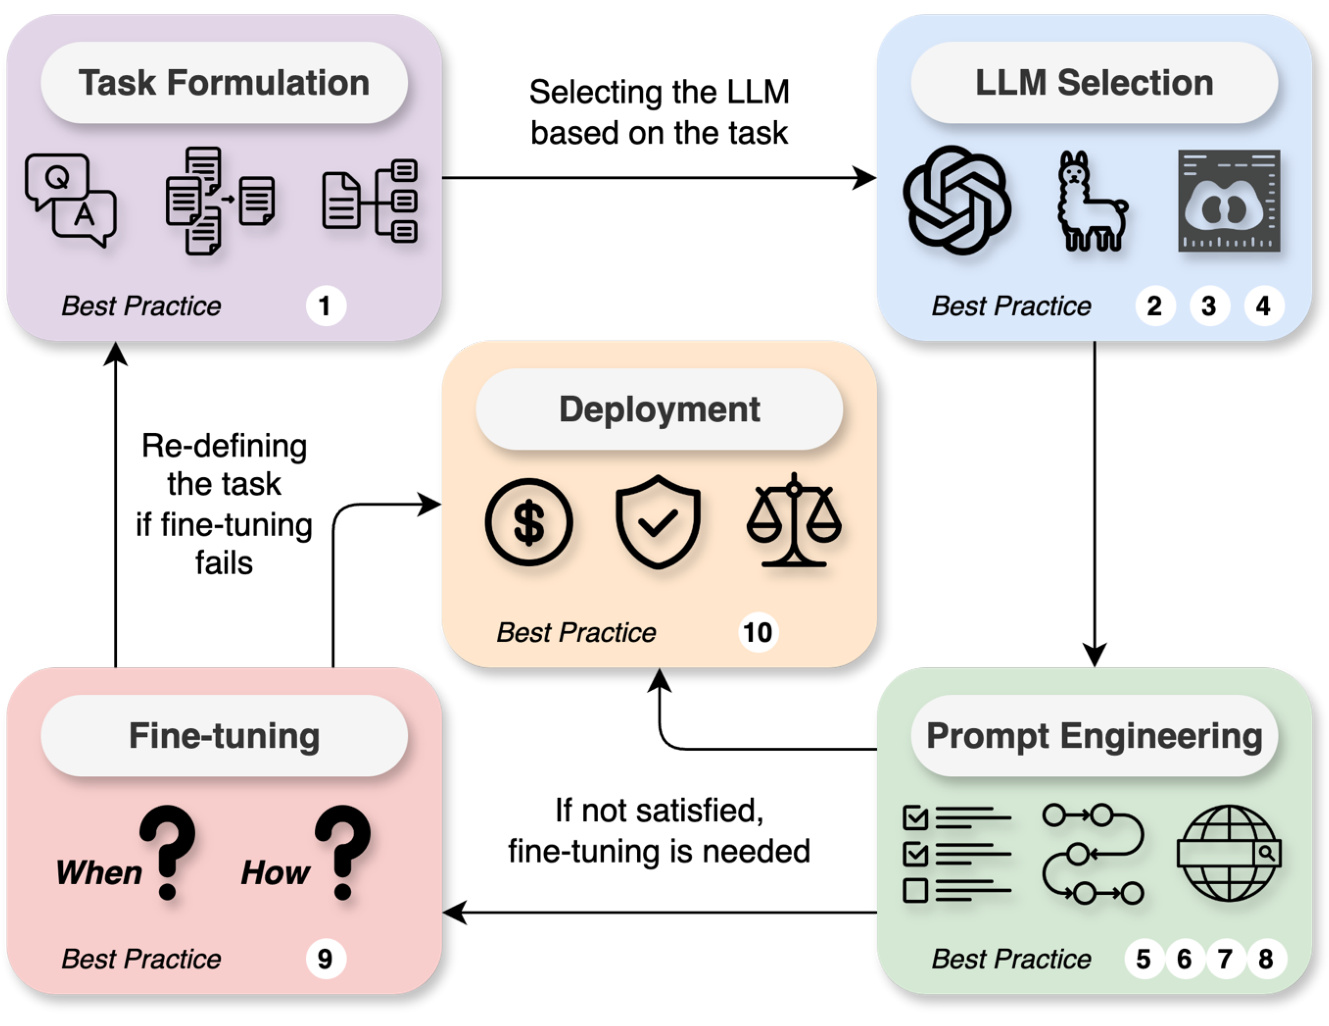 Task Formulation
Q
A
Best Practice 1
Selecting the LLM
based on the task
LLM Selection
Best Practice 2 3 4
Re-defining
the task
if fine-tuning
fails
Deployment
$
Best Practice 10
Fine-tuning
When? How?
Best Practice 9
If not satisfied,
fine-tuning is needed
Prompt Engineering
Best Practice 5 6 7 8